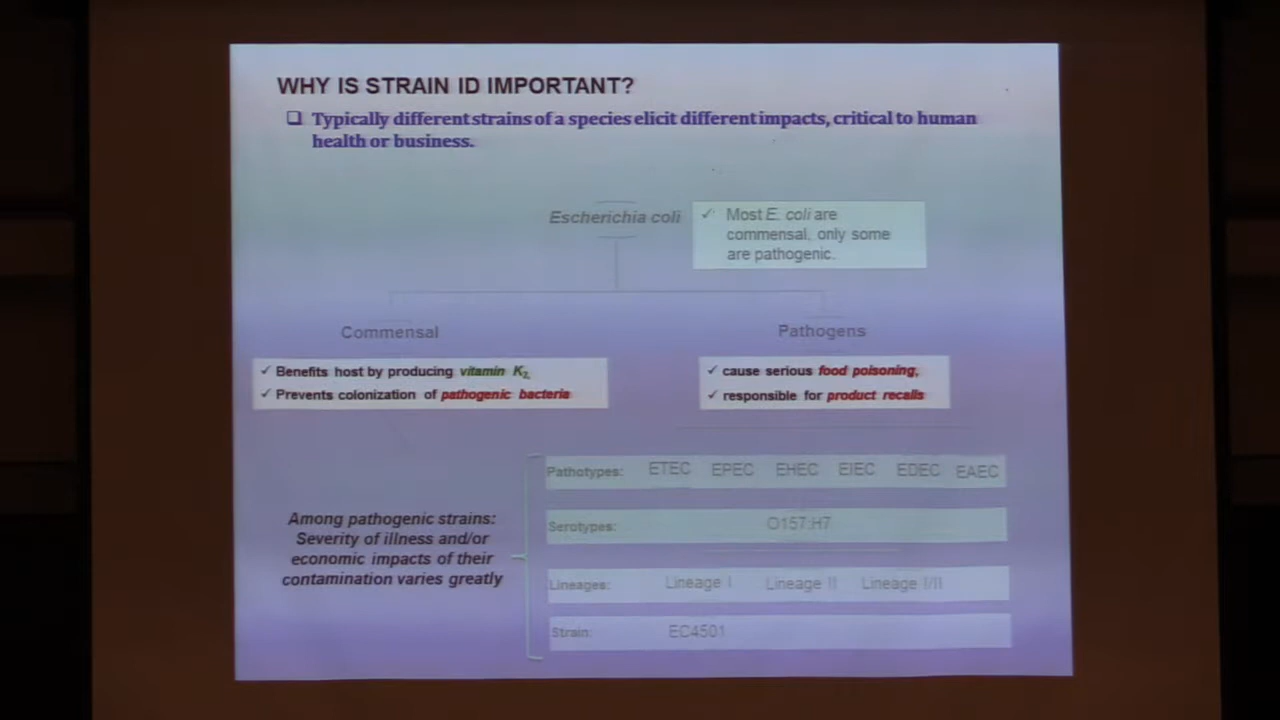 WHY IS STRAIN ID IMPORTANT?
❑ Typically different strains of a species elicit different impacts, critical to human
health or business.
Escherichia coli
✓ Most E. coli are
commensal, only some
are pathogenic.
Commensal
Pathogens
✓ Benefits host by producing vitamin K2,
✓ Prevents colonization of pathogenic bacteria
✓ cause serious food poisoning,
✓ responsible for product recalls
Among pathogenic strains:
Severity of illness and/or
economic impacts of their
contamination varies greatly
Pathotypes: ETEC EPEC EHEC EIEC EDEC EAEC
Serotypes: O157:H7
Lineages: Lineage I Lineage II Lineage I/II
Strain: EC4501